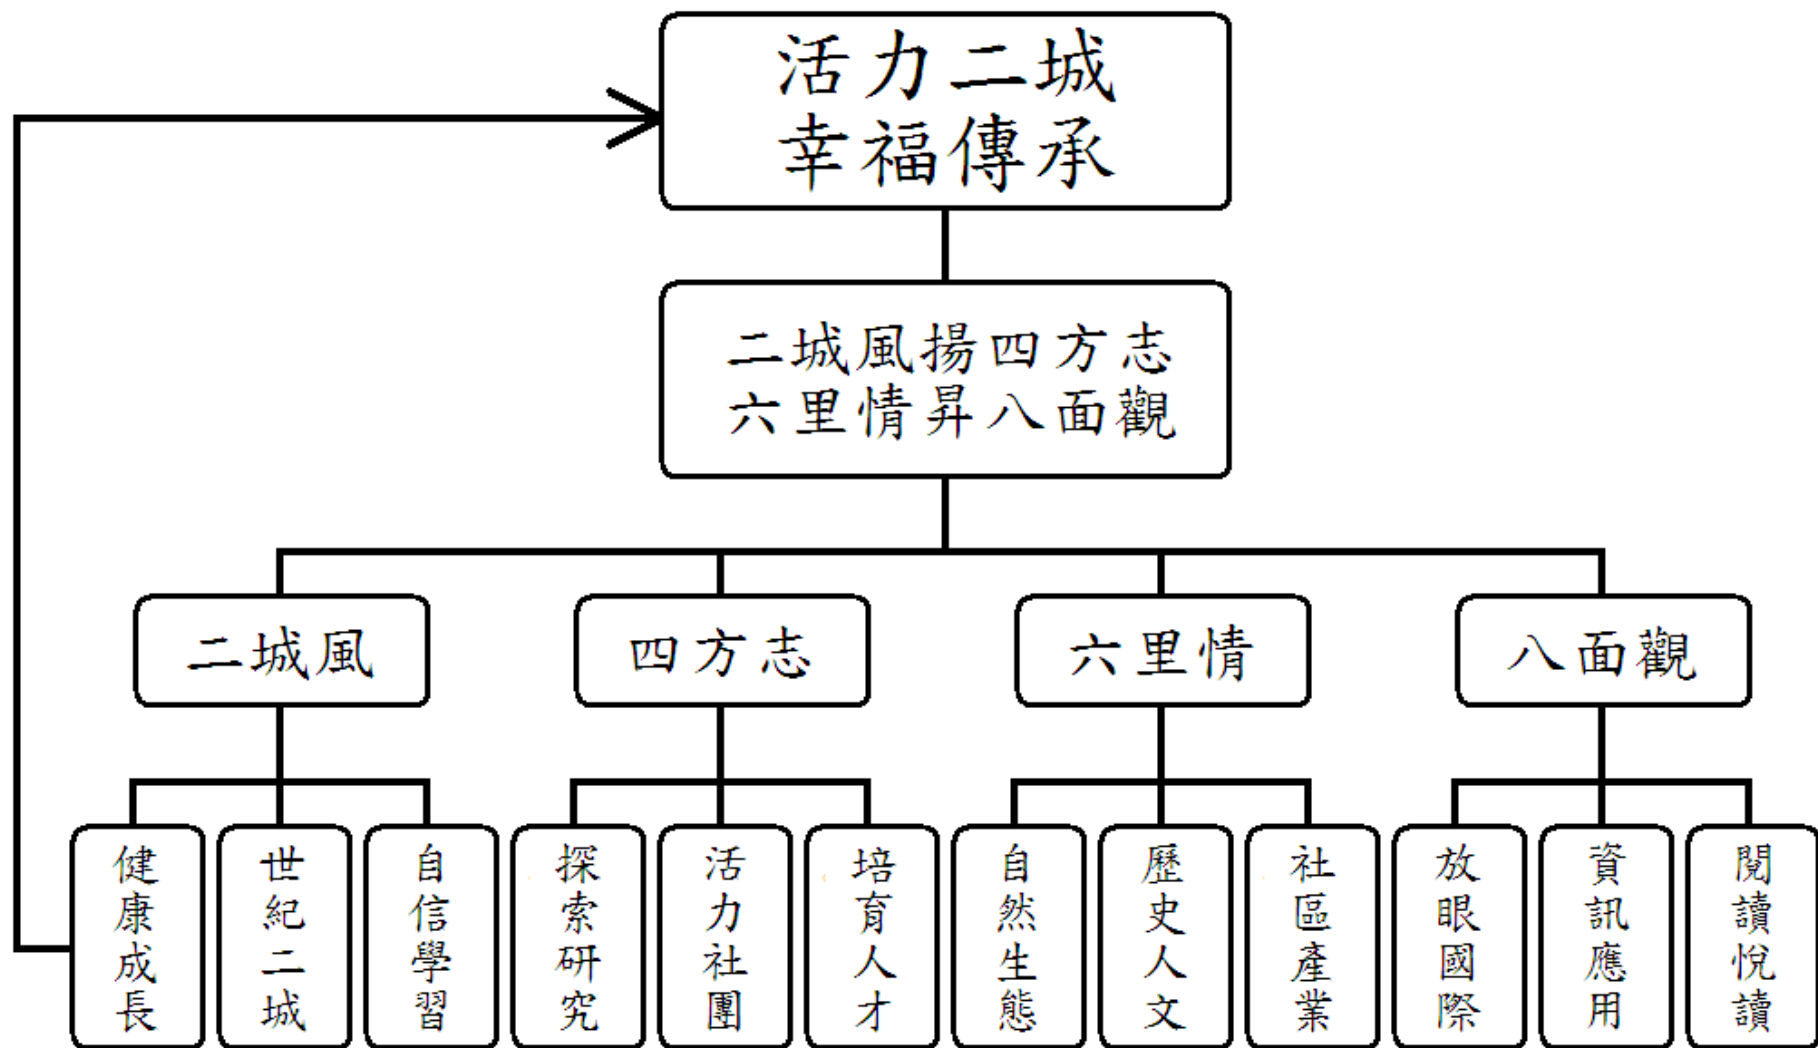 活力二城
幸福傳承
二城風揚四方志
六里情昇八面觀
二城風
四方志
六里情
八面觀
健康成長
世紀二城
自信學習
探索研究
活力社團
培育人才
自然生態
歷史人文
社區產業
放眼國際
資訊應用
閱讀悅讀